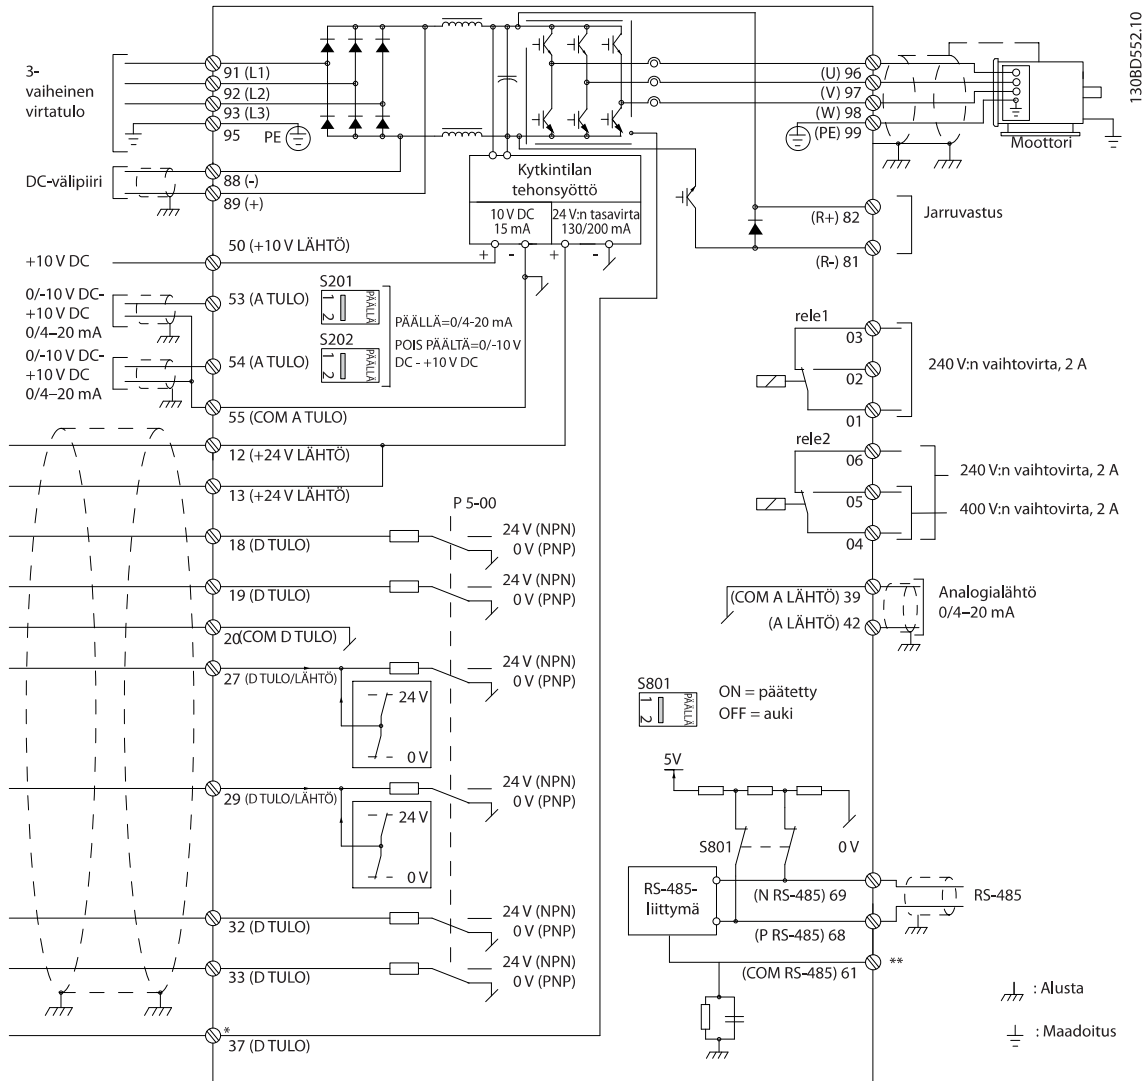 130BD552.10
3-
vaiheinen
virtatulo
91 (L1)
92 (L2)
93 (L3)
95
PE
DC-välipiiri
88 (-)
89 (+)
50 (+10 V LÄHTÖ)
+10 V DC
0/-10 V DC-
+10 V DC
0/4–20 mA
53 (A TULO)
0/-10 V DC-
+10 V DC
0/4–20 mA
54 (A TULO)
55 (COM A TULO)
12 (+24 V LÄHTÖ)
13 (+24 V LÄHTÖ)
18 (D TULO)
19 (D TULO)
20 (COM D TULO)
27 (D TULO/LÄHTÖ)
29 (D TULO/LÄHTÖ)
32 (D TULO)
33 (D TULO)
*
37 (D TULO)
Kytkintilan
tehonsyöttö
10 V DC
15 mA
24 V:n tasavirta
130/200 mA
+ - + -
S201
1 2
PÄÄLLÄ
S202
1 2
PÄÄLLÄ
PÄÄLLÄ=0/4-20 mA
POIS PÄÄLTÄ=0/-10 V
DC - +10 V DC
P 5-00
24 V (NPN)
0 V (PNP)
24 V (NPN)
0 V (PNP)
24 V (NPN)
0 V (PNP)
24 V
0 V
24 V (NPN)
0 V (PNP)
24 V
0 V
24 V (NPN)
0 V (PNP)
24 V (NPN)
0 V (PNP)
(U) 96
(V) 97
(W) 98
(PE) 99
Moottori
(R+) 82
(R-) 81
Jarruvastus
rele1
03
02
01
240 V:n vaihtovirta, 2 A
rele2
06
05
04
240 V:n vaihtovirta, 2 A
400 V:n vaihtovirta, 2 A
(COM A LÄHTÖ) 39
(A LÄHTÖ) 42
Analogialähtö
0/4–20 mA
S801
1 2
PÄÄLLÄ
ON = päätetty
OFF = auki
5V
S801
0 V
RS-485-
liittymä
(N RS-485) 69
(P RS-485) 68
(COM RS-485) 61
RS-485
**
: Alusta
: Maadoitus